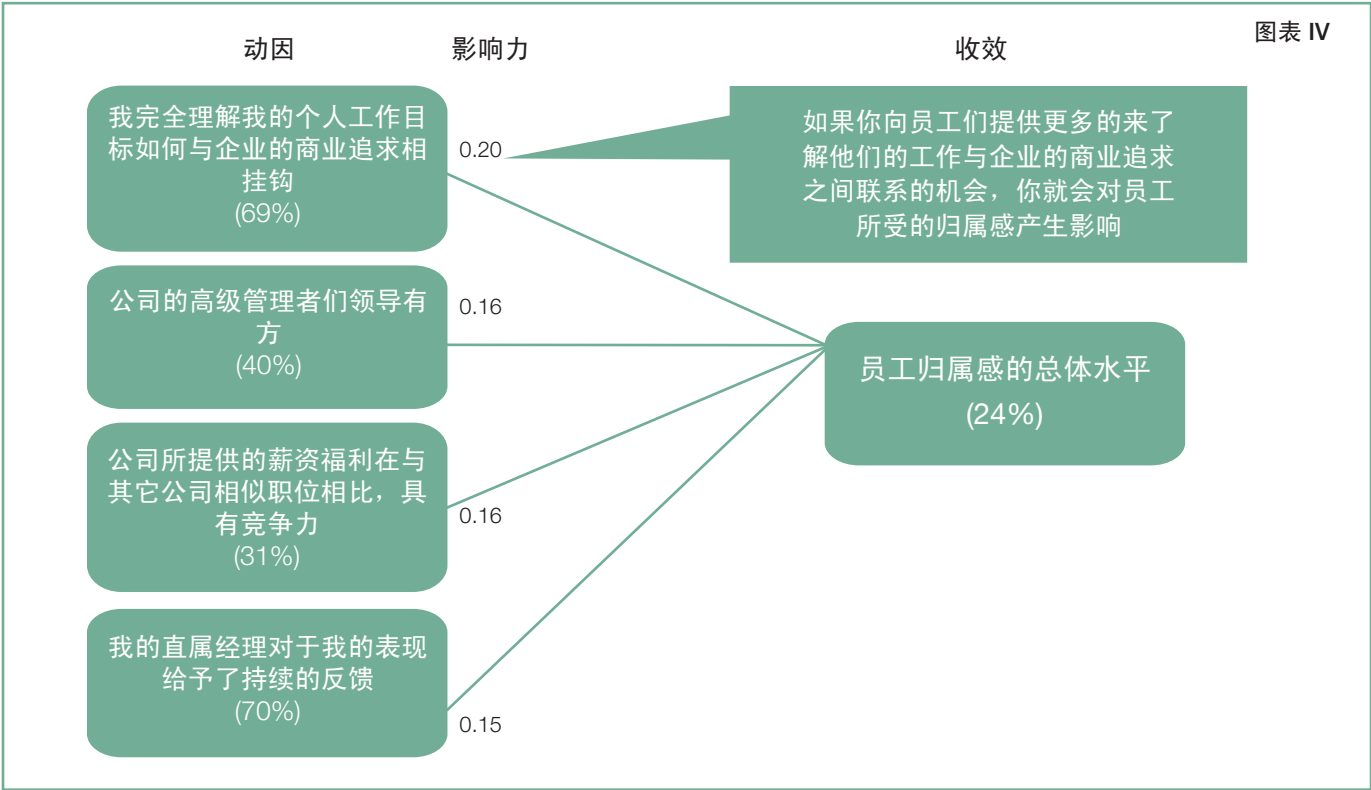 图表 IV
动因
影响力
收效
我完全理解我的个人工作目
标如何与企业的商业追求相
挂钩
(69%)
0.20
如果你向员工们提供更多的来了
解他们的工作与企业的商业追求
之间联系的机会，你就会对员工
所受的归属感产生影响
公司的高级管理者们领导有
方
(40%)
0.16
员工归属感的总体水平
(24%)
公司所提供的薪资福利在与
其它公司相似职位相比，具
有竞争力
(31%)
0.16
我的直属经理对于我的表现
给予了持续的反馈
(70%)
0.15